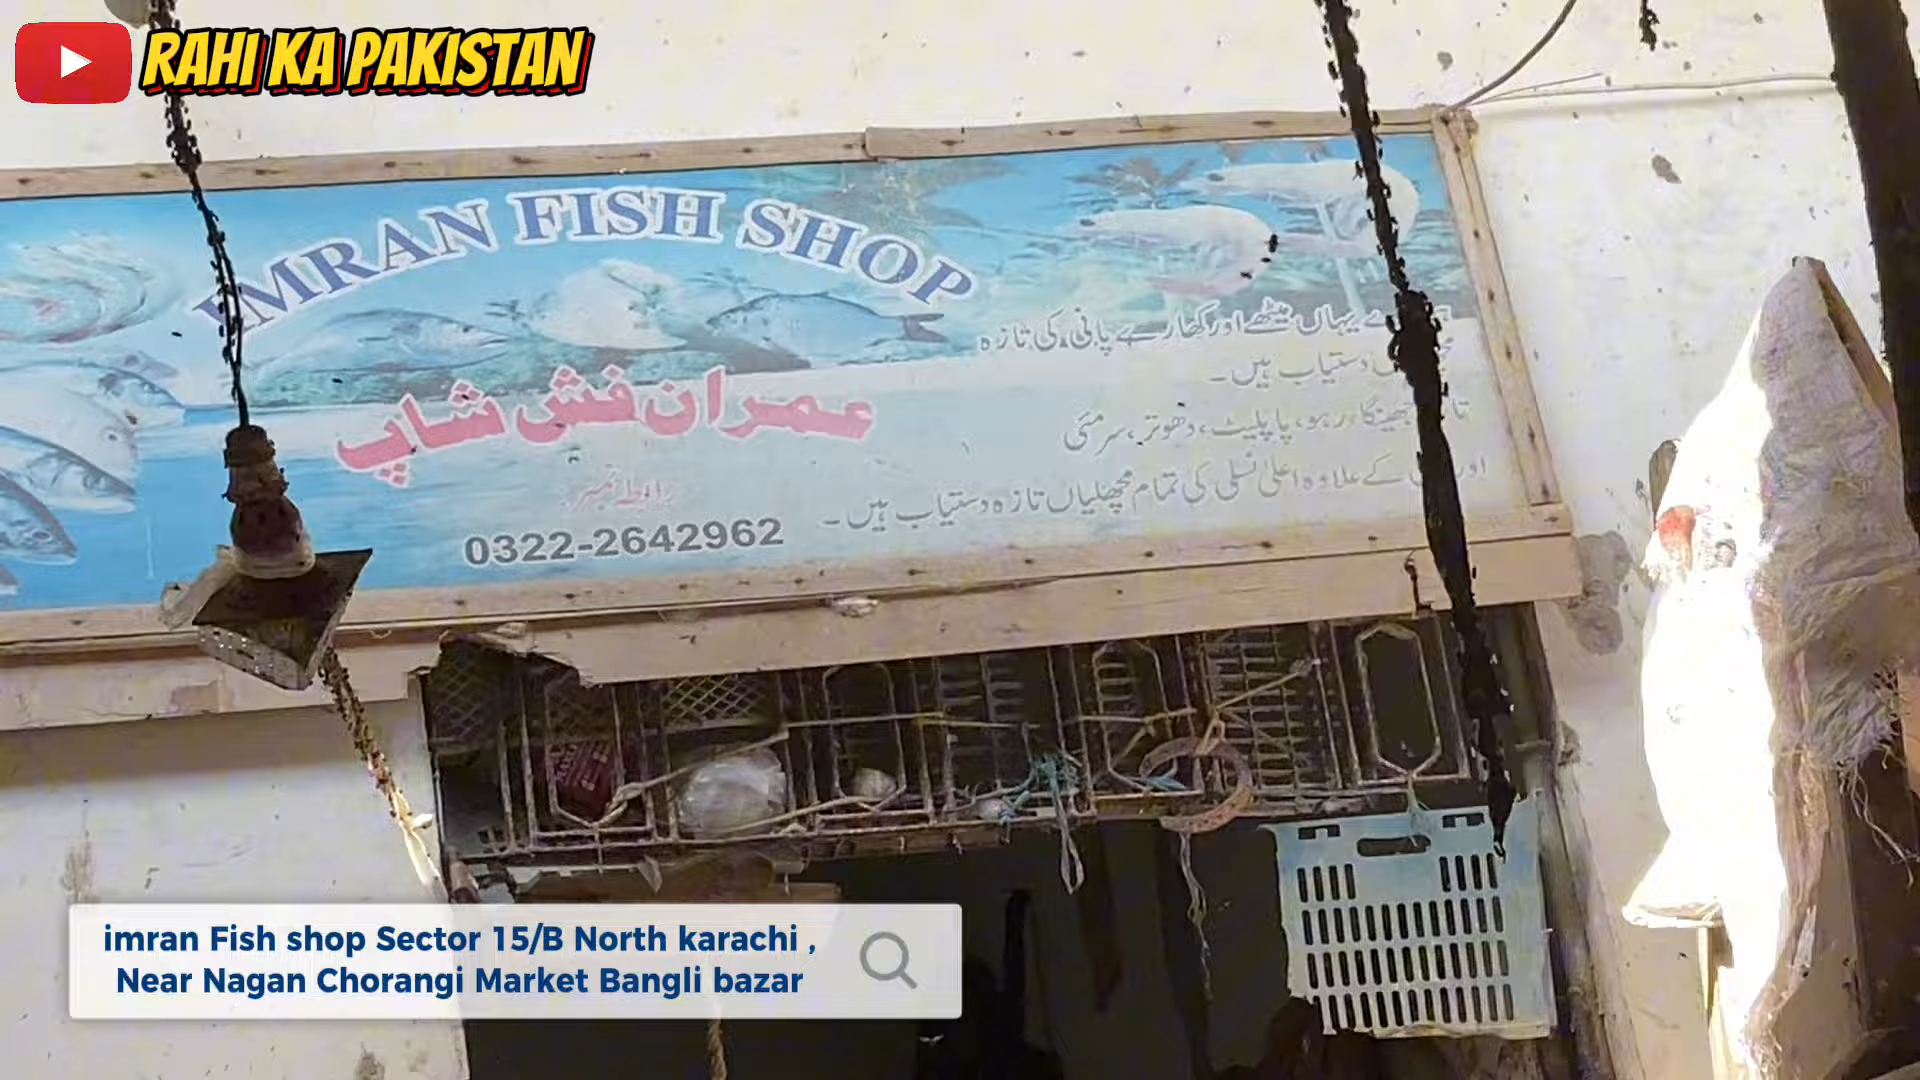 RAHI KA PAKISTAN
IMRAN FISH SHOP
عمران فش شاپ
رابطہ نمبر
0322-2642962
یہاں میٹھے اور کھارے پانی کی تازہ
دستیاب ہیں۔
جھینگا، رہو، پاپلیٹ، دھوتر، سرمئی
کے علاوہ اعلیٰ نسلی کی تمام مچھلیاں تازہ دستیاب ہیں۔
imran Fish shop Sector 15/B North karachi ,
Near Nagan Chorangi Market Bangli bazar